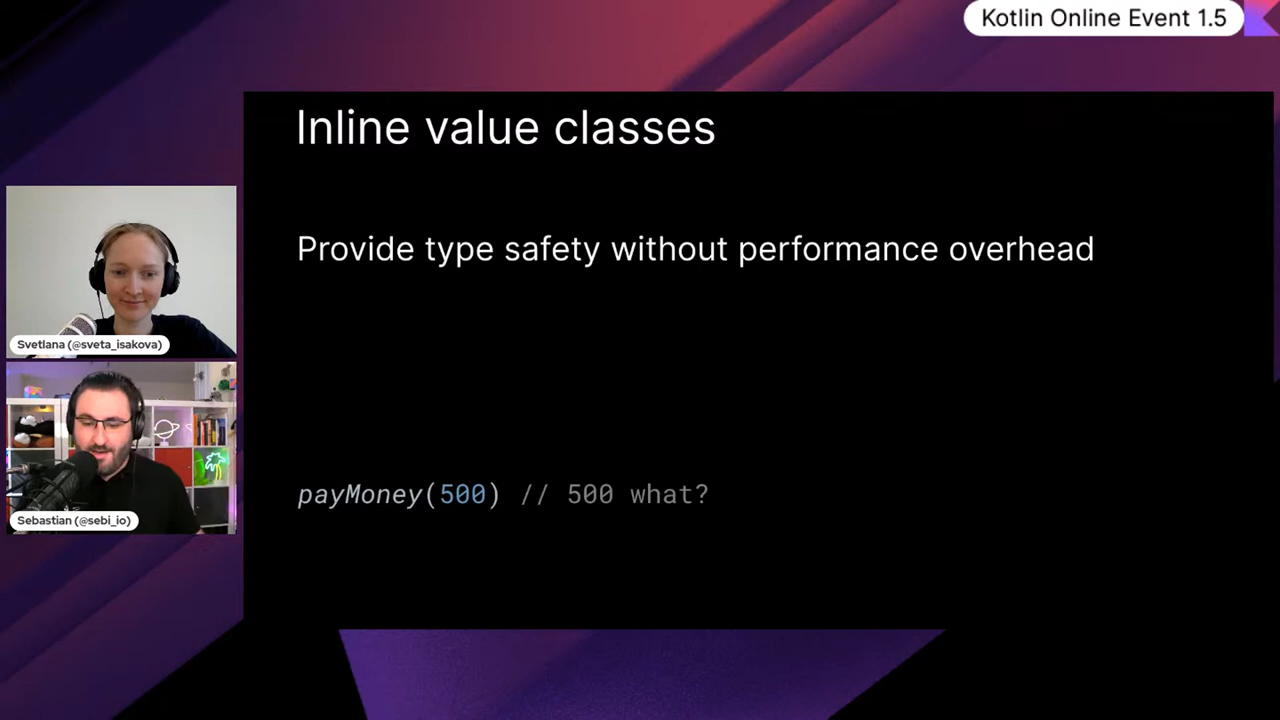 Kotlin Online Event 1.5
Inline value classes
Provide type safety without performance overhead
Svetlana (@sveta_isakova)
payMoney(500) // 500 what?
Sebastian (@sebi_io)